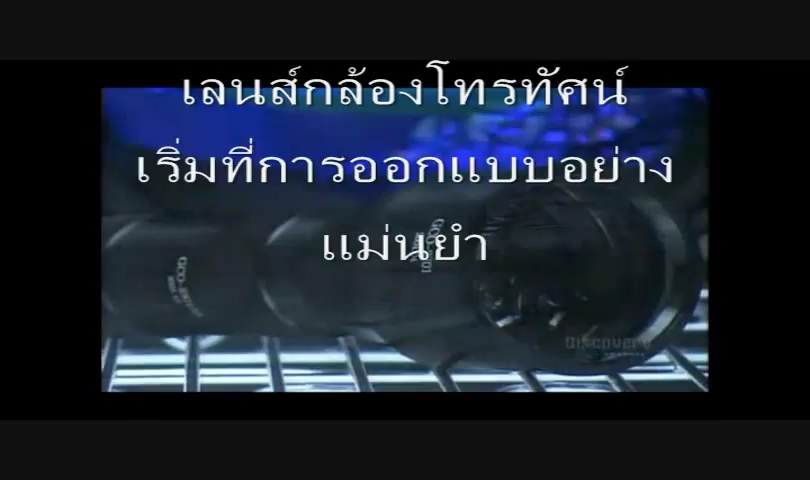 เลนส์กล้องโทรทัศน์
เริ่มที่การออกแบบอย่าง
แม่นยำ
Discovery